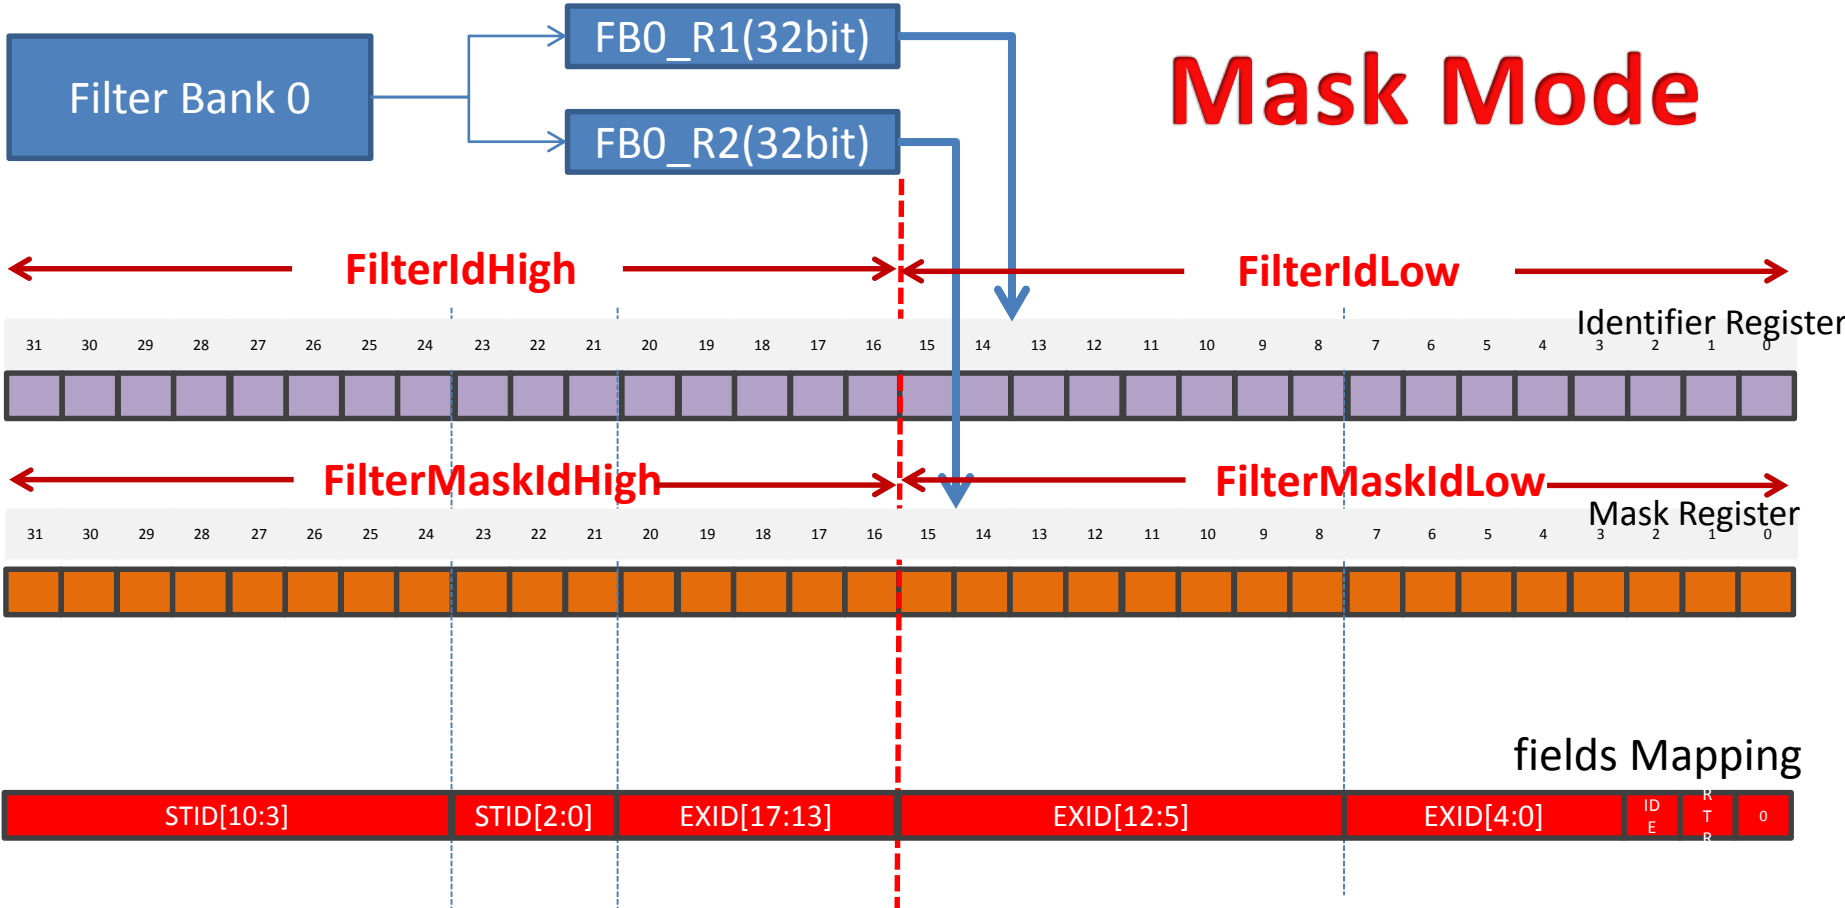 Filter Bank 0
FB0_R1(32bit)
FB0_R2(32bit)
Mask Mode
FilterIdHigh
FilterIdLow
Identifier Register
31 30 29 28 27 26 25 24 23 22 21 20 19 18 17 16 15 14 13 12 11 10 9 8 7 6 5 4 3 2 1 0
FilterMaskIdHigh
FilterMaskIdLow
Mask Register
31 30 29 28 27 26 25 24 23 22 21 20 19 18 17 16 15 14 13 12 11 10 9 8 7 6 5 4 3 2 1 0
fields Mapping
STID[10:3] STID[2:0] EXID[17:13] EXID[12:5] EXID[4:0] IDE RTR 0